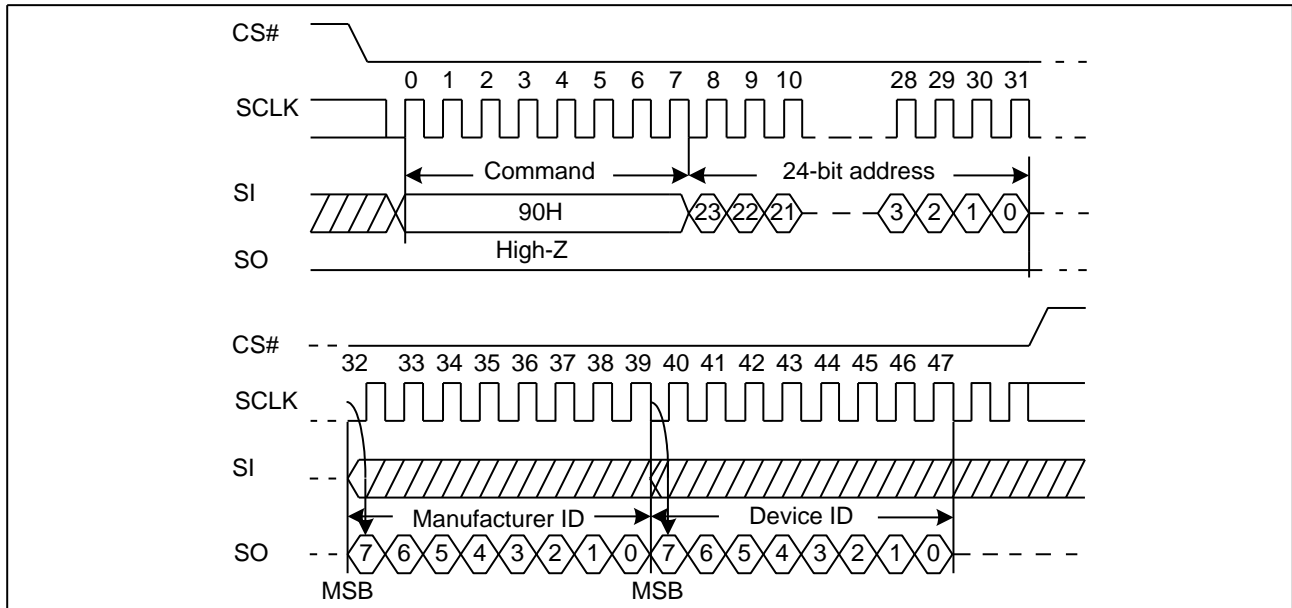 CS#
0 1 2 3 4 5 6 7 8 9 10 28 29 30 31
SCLK
Command 24-bit address
SI
90H 23 22 21 3 2 1 0
High-Z
SO
CS#
32 33 34 35 36 37 38 39 40 41 42 43 44 45 46 47
SCLK
SI
Manufacturer ID Device ID
SO 7 6 5 4 3 2 1 0 7 6 5 4 3 2 1 0
MSB MSB